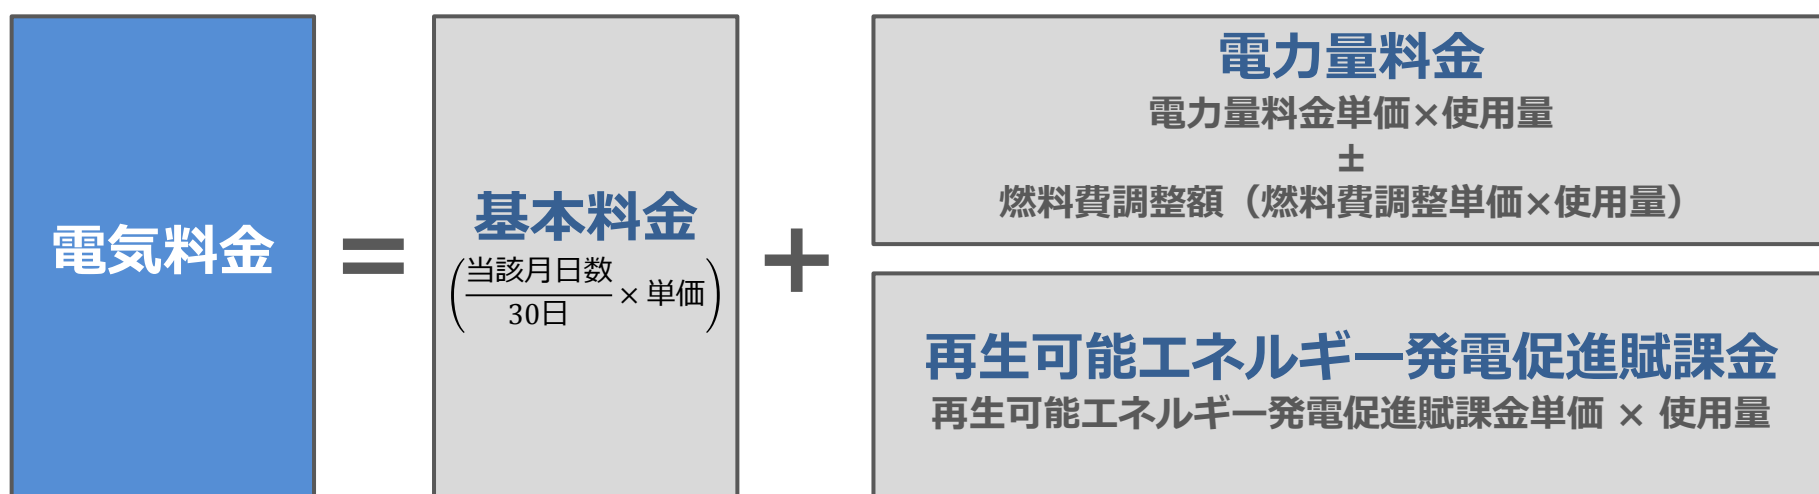 電気料金
=
基本料金
(当該月日数/30日 × 単価)
+
電力量料金
電力量料金単価×使用量
±
燃料費調整額（燃料費調整単価×使用量）
再生可能エネルギー発電促進賦課金
再生可能エネルギー発電促進賦課金単価 × 使用量